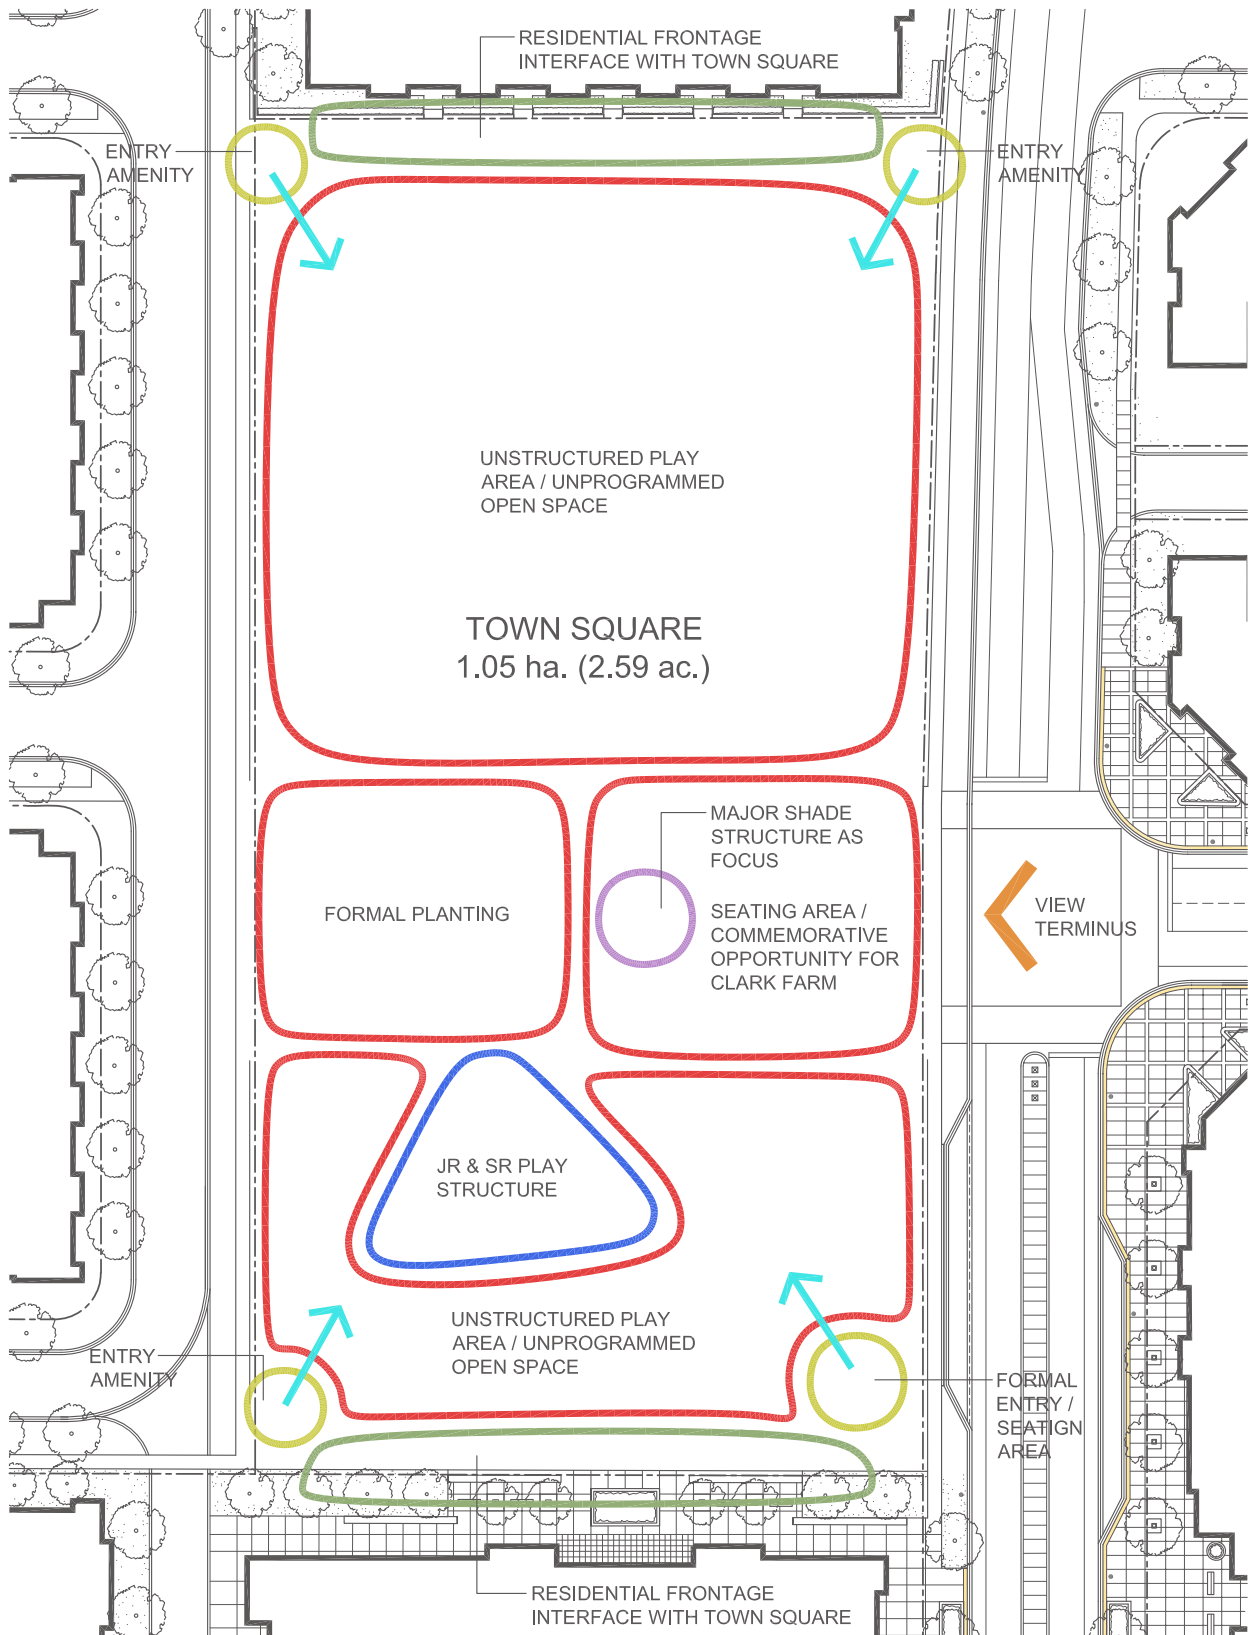 RESIDENTIAL FRONTAGE
INTERFACE WITH TOWN SQUARE
ENTRY
AMENITY
ENTRY
AMENITY
UNSTRUCTURED PLAY
AREA / UNPROGRAMMED
OPEN SPACE
TOWN SQUARE
1.05 ha. (2.59 ac.)
MAJOR SHADE
STRUCTURE AS
FOCUS
FORMAL PLANTING
SEATING AREA /
COMMEMORATIVE
OPPORTUNITY FOR
CLARK FARM
VIEW
TERMINUS
JR & SR PLAY
STRUCTURE
UNSTRUCTURED PLAY
AREA / UNPROGRAMMED
OPEN SPACE
ENTRY
AMENITY
FORMAL
ENTRY /
SEATIGN
AREA
RESIDENTIAL FRONTAGE
INTERFACE WITH TOWN SQUARE